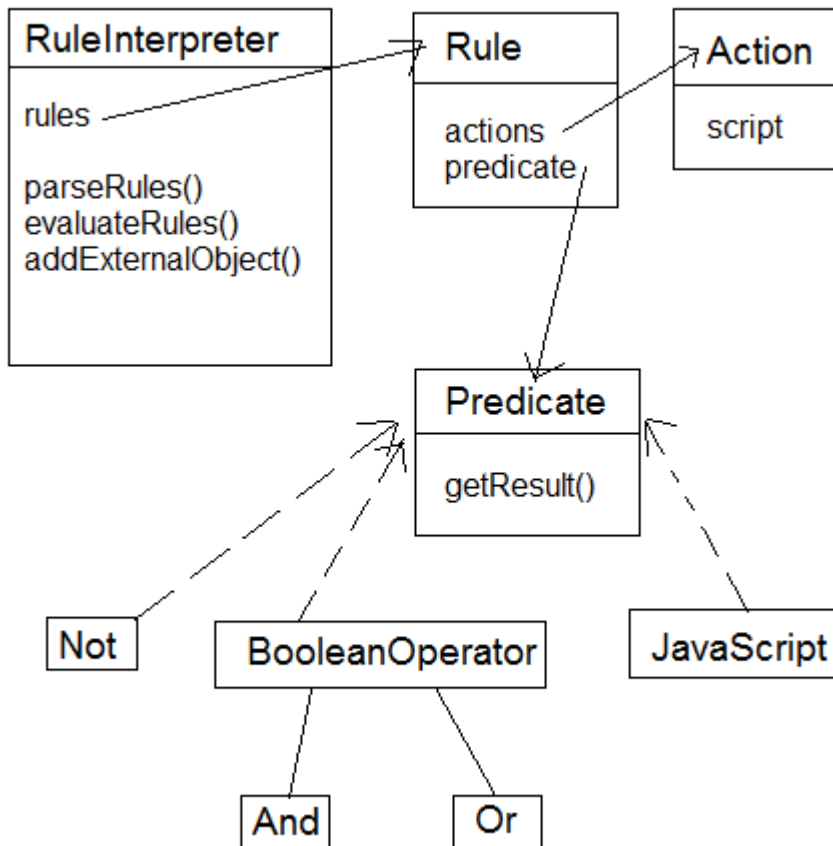 RuleInterpreter
rules
parseRules()
evaluateRules()
addExternalObject()
Rule
actions
predicate
Action
script
Predicate
getResult()
Not
BooleanOperator
JavaScript
And
Or